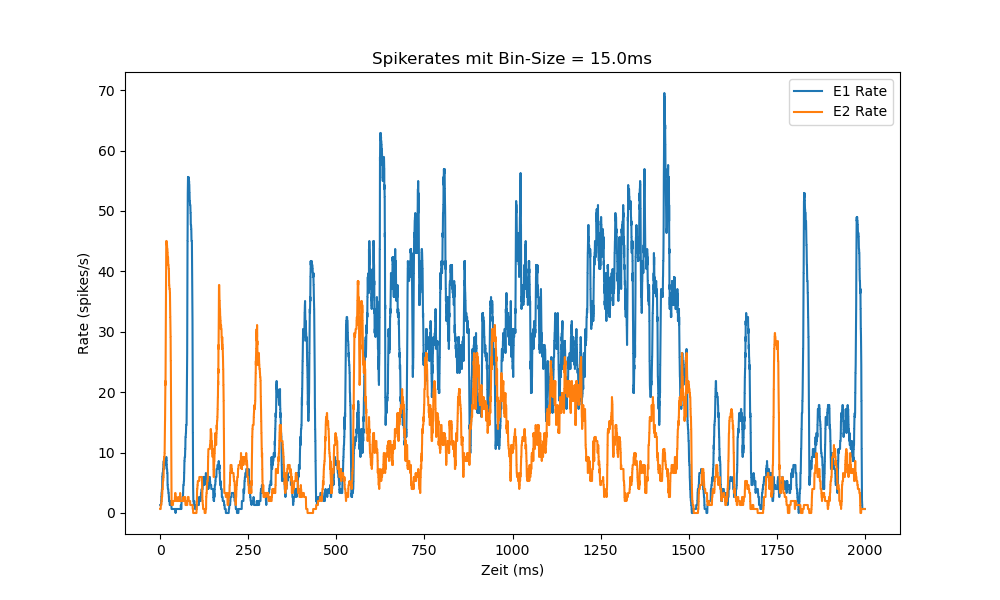 Spikerates mit Bin-Size = 15.0ms
E1 Rate
E2 Rate
Rate (spikes/s)
70
60
50
40
30
20
10
0
0 250 500 750 1000 1250 1500 1750 2000
Zeit (ms)